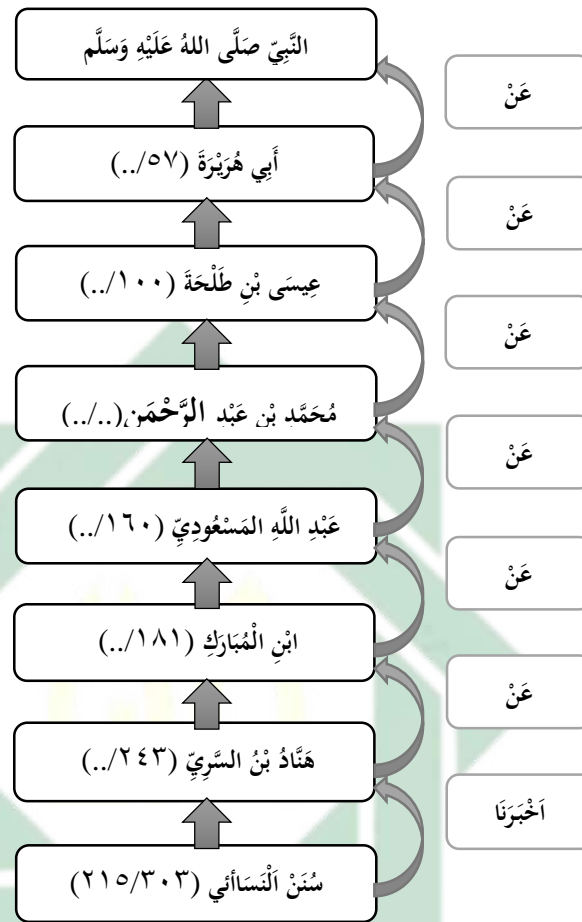 النَّبِيّ صَلَّى اللهُ عَلَيْهِ وَسَلَّم
عَنْ
أَبِي هُرَيْرَةَ (٥٧/..)
عَنْ
عِيسَى بْنِ طَلْحَةَ (١٠٠/..)
عَنْ
مُحَمَّد بْنِ عَبْدِ الرَّحْمَنِ(../..)
عَنْ
عَبْدِ اللَّهِ المَسْعُودِيِّ (١٦٠/..)
عَنْ
ابْنِ الْمُبَارَكِ (١٨١/..)
عَنْ
هَنَّادُ بْنُ السَّرِيِّ (٢٤٣/..)
اَخْبَرَنَا
سُنَنْ اَلْنَسَاأئي (٢١٥/٣٠٣)